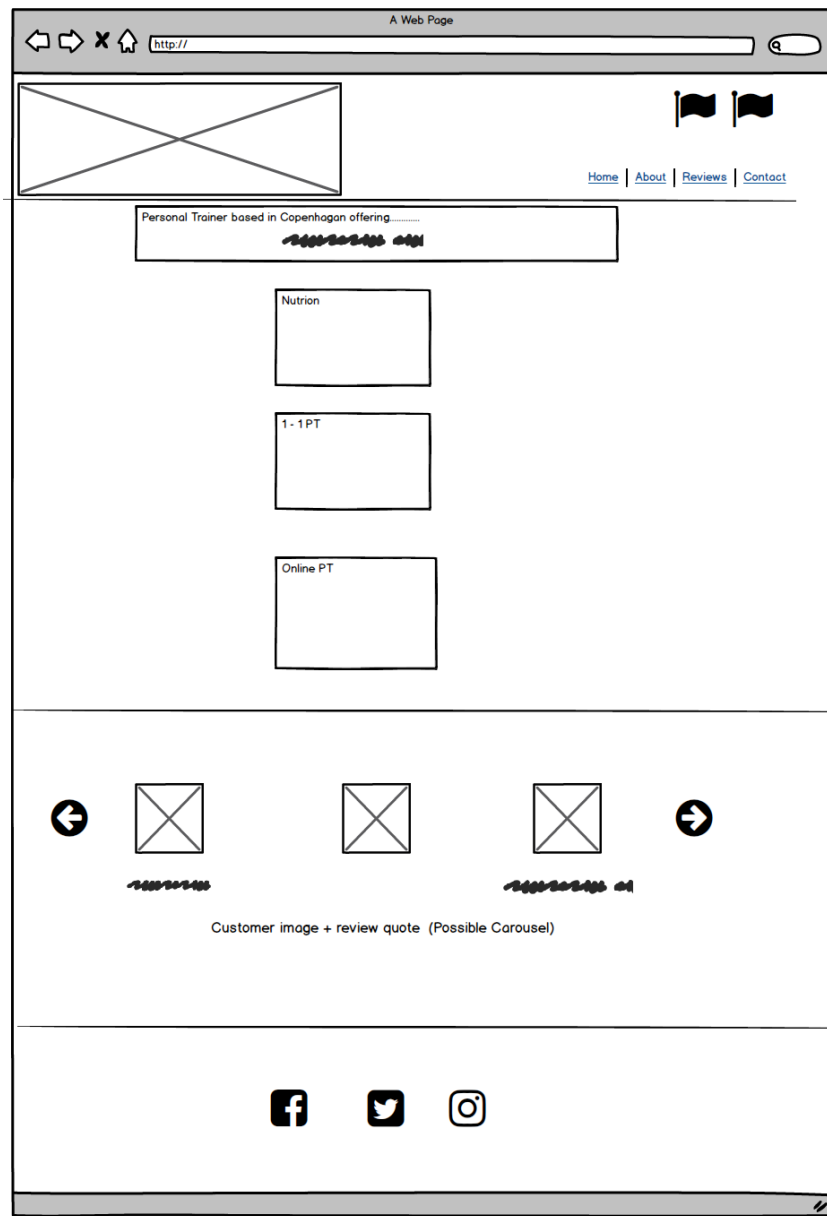 A Web Page
http://
Home | About | Reviews | Contact
Personal Trainer based in Copenhagan offering............
Nutrion
1 - 1 PT
Online PT
Customer image + review quote (Possible Carousel)